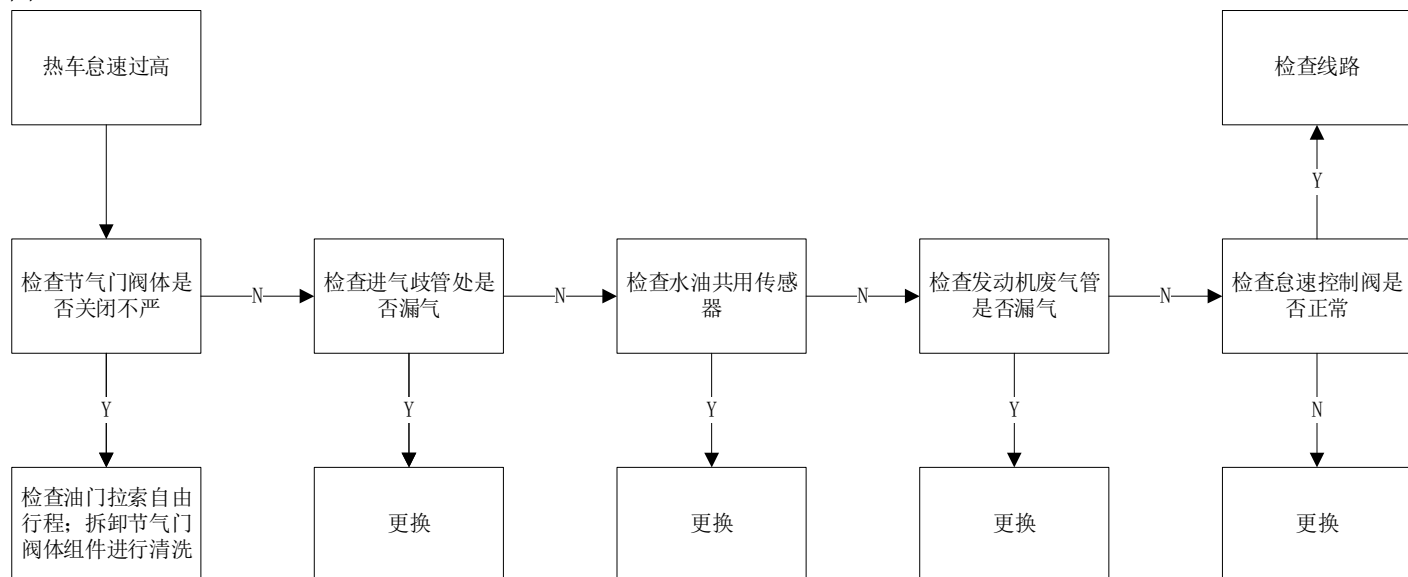 热车怠速过高
检查线路
Y
检查节气门阀体是
否关闭不严
N
检查进气歧管处是
否漏气
N
检查水油共用传感
器
N
检查发动机废气管
是否漏气
N
检查怠速控制阀是
否正常
Y
Y
Y
Y
N
检查油门拉索自由
行程；拆卸节气门
阀体组件进行清洗
更换
更换
更换
更换